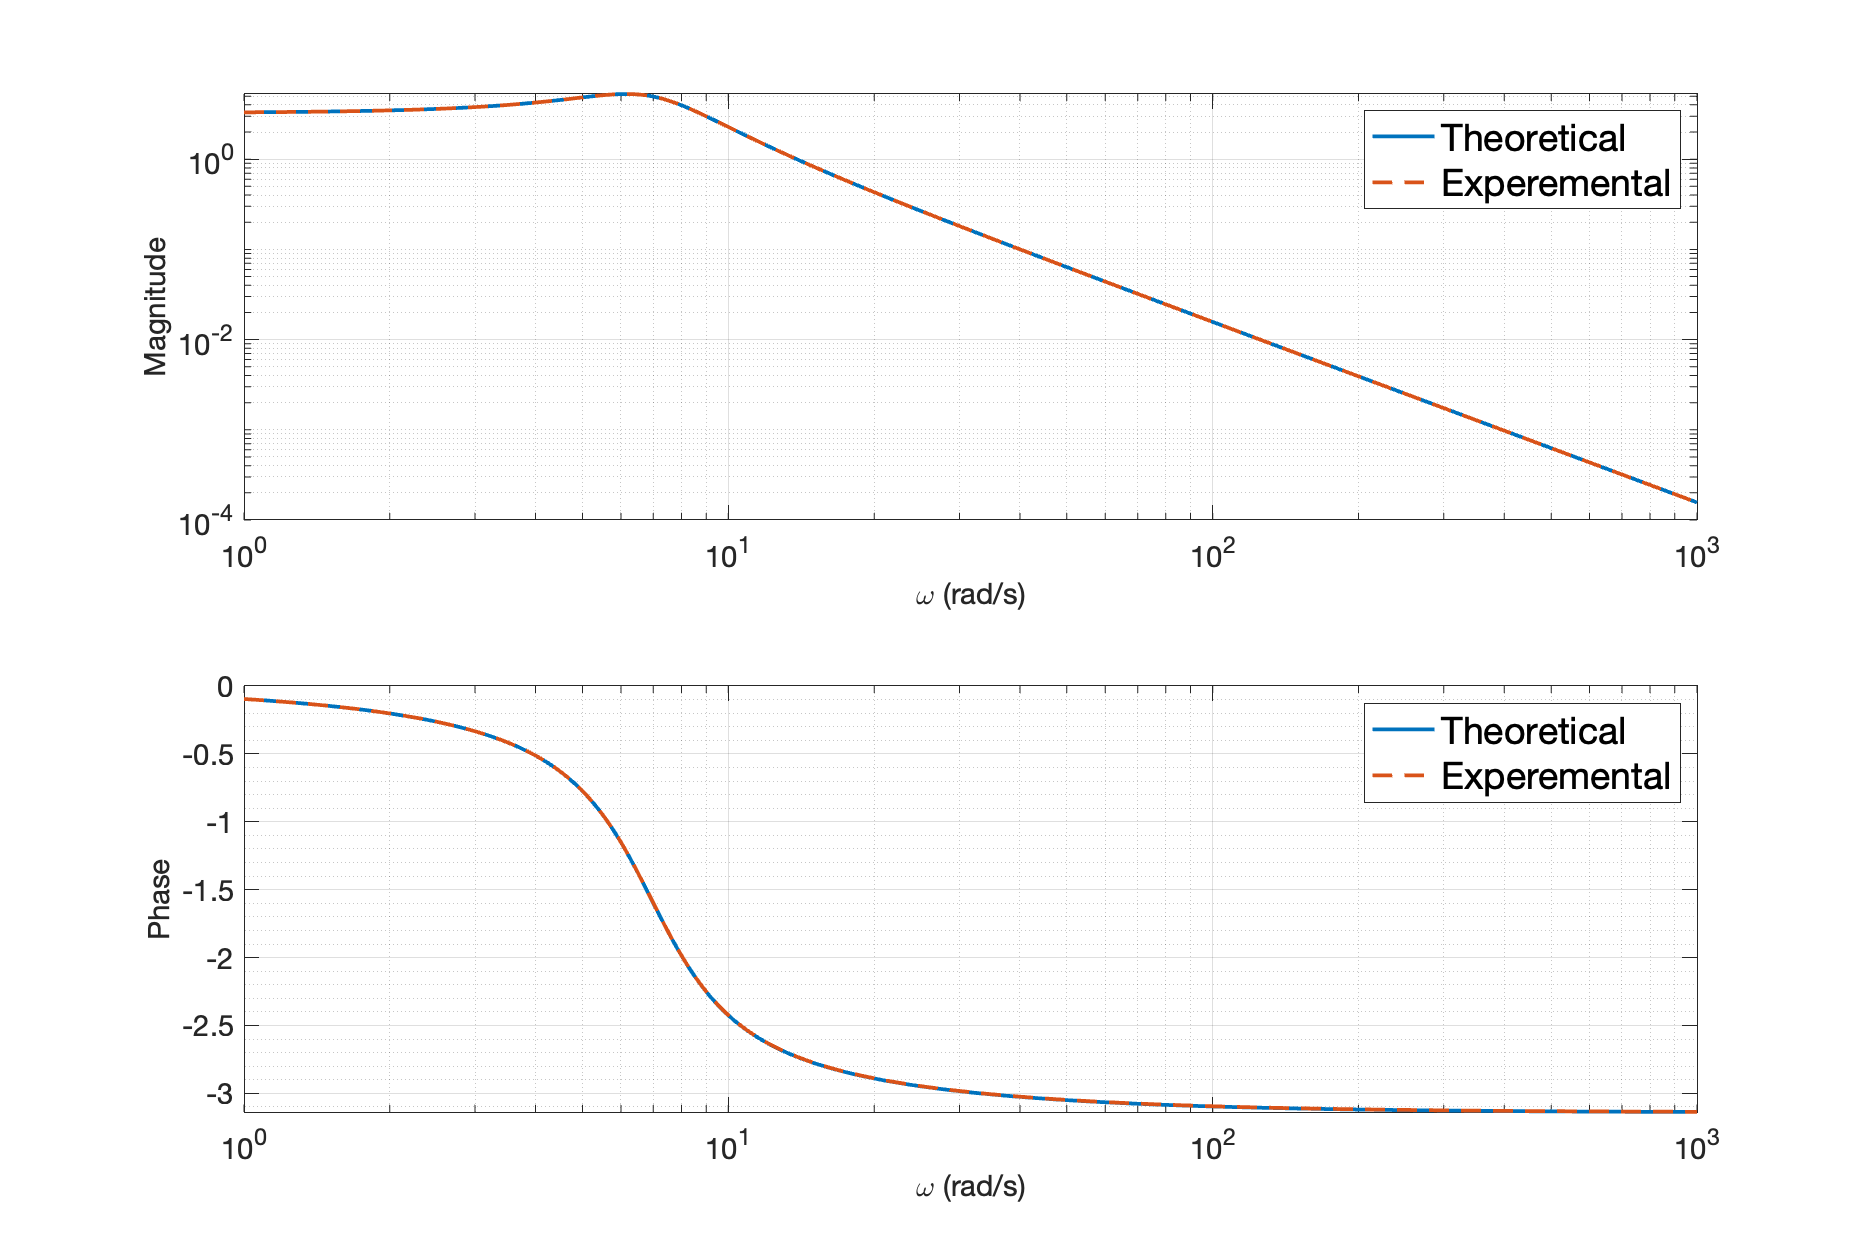 Magnitude
10^0
10^-2
10^-4
Theoretical
Experemental
10^0 10^1 10^2 10^3
ω (rad/s)
Phase
0
-0.5
-1
-1.5
-2
-2.5
-3
Theoretical
Experemental
10^0 10^1 10^2 10^3
ω (rad/s)